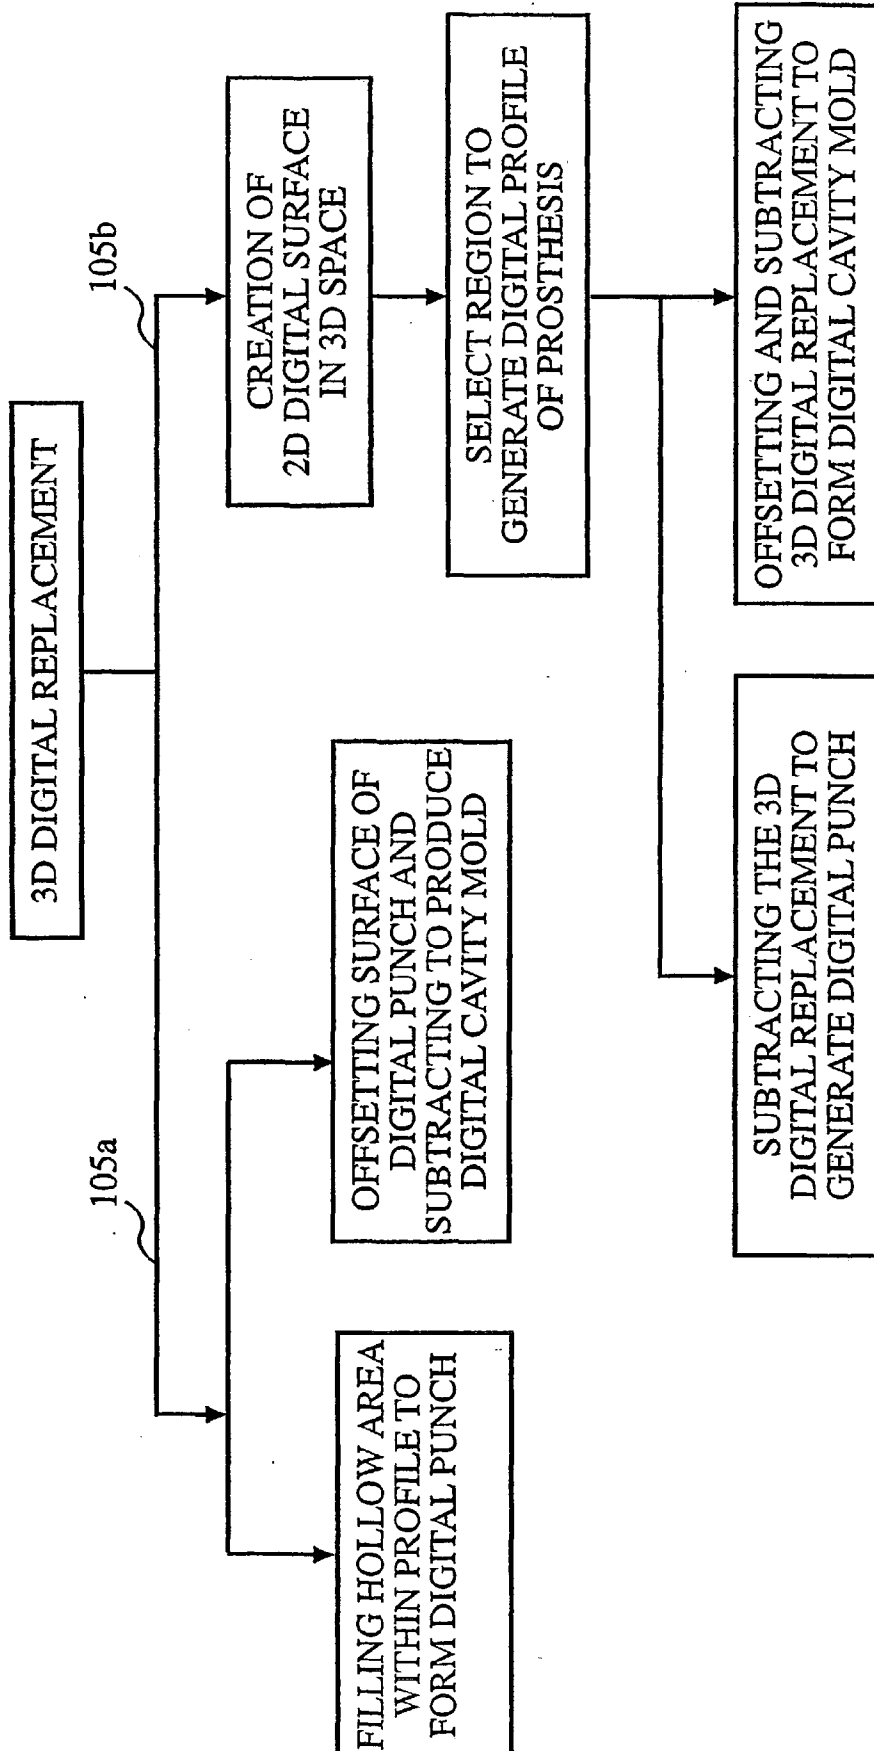 3D DIGITAL REPLACEMENT
105a
105b
FILLING HOLLOW AREA
WITHIN PROFILE TO
FORM DIGITAL PUNCH
OFFSETTING SURFACE OF
DIGITAL PUNCH AND
SUBTRACTING TO PRODUCE
DIGITAL CAVITY MOLD
CREATION OF
2D DIGITAL SURFACE
IN 3D SPACE
SELECT REGION TO
GENERATE DIGITAL PROFILE
OF PROSTHESIS
SUBTRACTING THE 3D
DIGITAL REPLACEMENT TO
GENERATE DIGITAL PUNCH
OFFSETTING AND SUBTRACTING
3D DIGITAL REPLACEMENT TO
FORM DIGITAL CAVITY MOLD